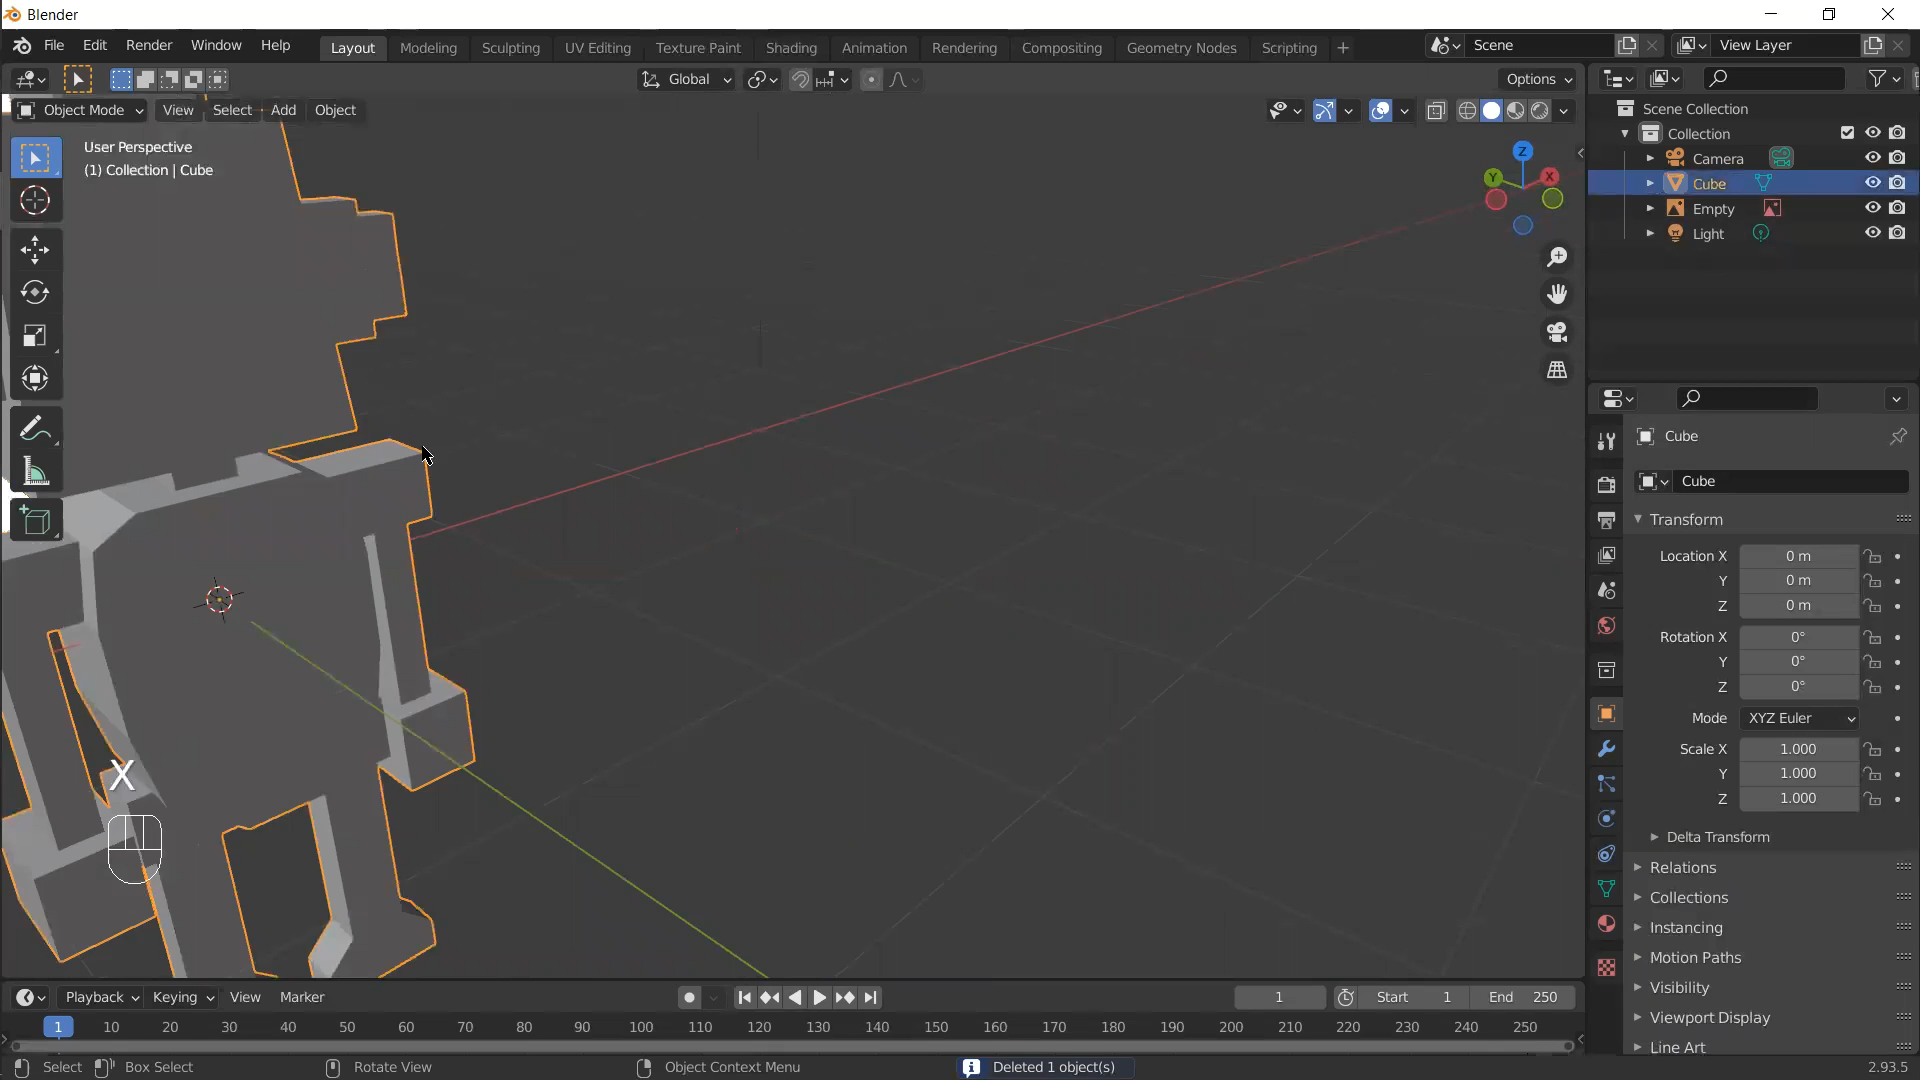 Blender
File Edit Render Window Help Layout Modeling Sculpting UV Editing Texture Paint Shading Animation Rendering Compositing Geometry Nodes Scripting + Scene View Layer
Global Options
Object Mode View Select Add Object
User Perspective
(1) Collection | Cube
Z
Y X
X
Scene Collection
Collection
Camera
Cube
Empty
Light
Cube
Cube
Transform
Location X 0 m
Y 0 m
Z 0 m
Rotation X 0°
Y 0°
Z 0°
Mode XYZ Euler
Scale X 1.000
Y 1.000
Z 1.000
Delta Transform
Relations
Collections
Instancing
Motion Paths
Visibility
Viewport Display
Line Art
Playback Keying View Marker 1 Start 1 End 250
1 10 20 30 40 50 60 70 80 90 100 110 120 130 140 150 160 170 180 190 200 210 220 230 240 250
Select Box Select Rotate View Object Context Menu Deleted 1 object(s) 2.93.5